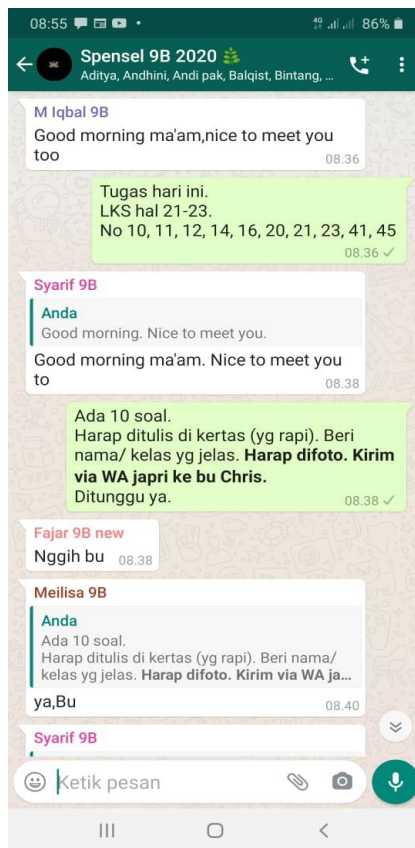 08:55
4G
86%
Spensel 9B 2020
Aditya, Andhini, Andi pak, Balqist, Bintang, ...
M Iqbal 9B
Good morning ma'am,nice to meet you
too
08.36
Tugas hari ini.
LKS hal 21-23.
No 10, 11, 12, 14, 16, 20, 21, 23, 41, 45
08.36
Syarif 9B
Anda
Good morning. Nice to meet you.
Good morning ma'am. Nice to meet you
to
08.38
Ada 10 soal.
Harap ditulis di kertas (yg rapi). Beri
nama/ kelas yg jelas. Harap difoto. Kirim
via WA japri ke bu Chris.
Ditunggu ya.
08.38
Fajar 9B new
Nggih bu 08.38
Meilisa 9B
Anda
Ada 10 soal.
Harap ditulis di kertas (yg rapi). Beri nama/
kelas yg jelas. Harap difoto. Kirim via WA ja...
ya,Bu
08.40
Syarif 9B
Ketik pesan